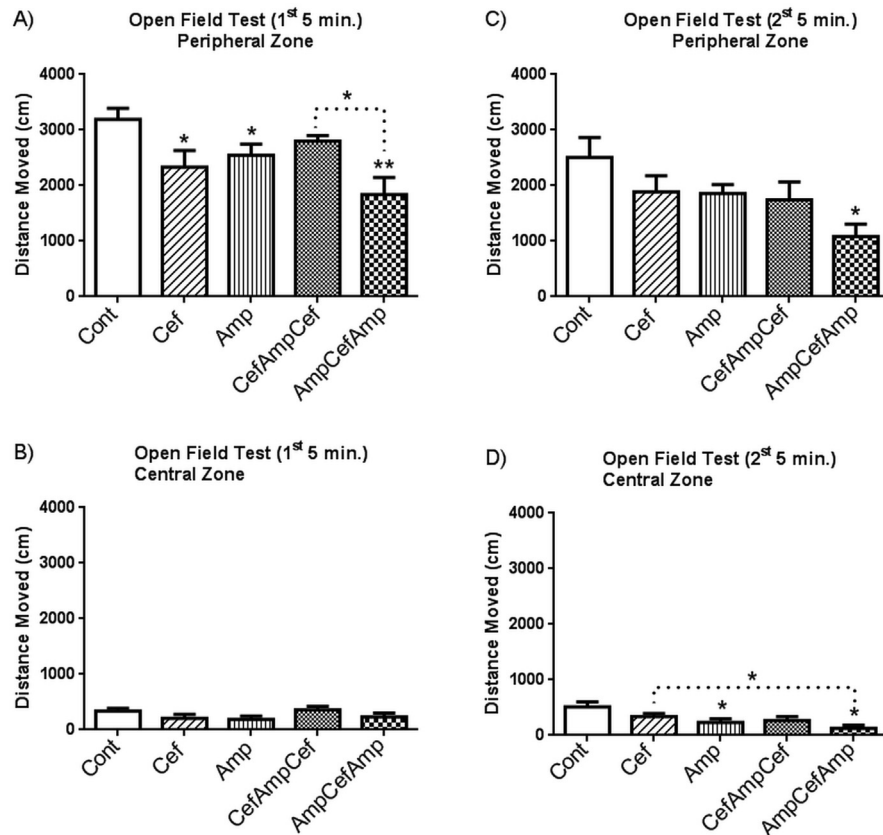 A)
Open Field Test (1st 5 min.)
Peripheral Zone
Distance Moved (cm)
4000
3000
2000
1000
0
*
*
*
**
Cont
Cef
Amp
CefAmpCef
AmpCefAmp
C)
Open Field Test (2st 5 min.)
Peripheral Zone
Distance Moved (cm)
4000
3000
2000
1000
0
*
Cont
Cef
Amp
CefAmpCef
AmpCefAmp
B)
Open Field Test (1st 5 min.)
Central Zone
Distance Moved (cm)
4000
3000
2000
1000
0
Cont
Cef
Amp
CefAmpCef
AmpCefAmp
D)
Open Field Test (2st 5 min.)
Central Zone
Distance Moved (cm)
4000
3000
2000
1000
0
*
*
*
Cont
Cef
Amp
CefAmpCef
AmpCefAmp